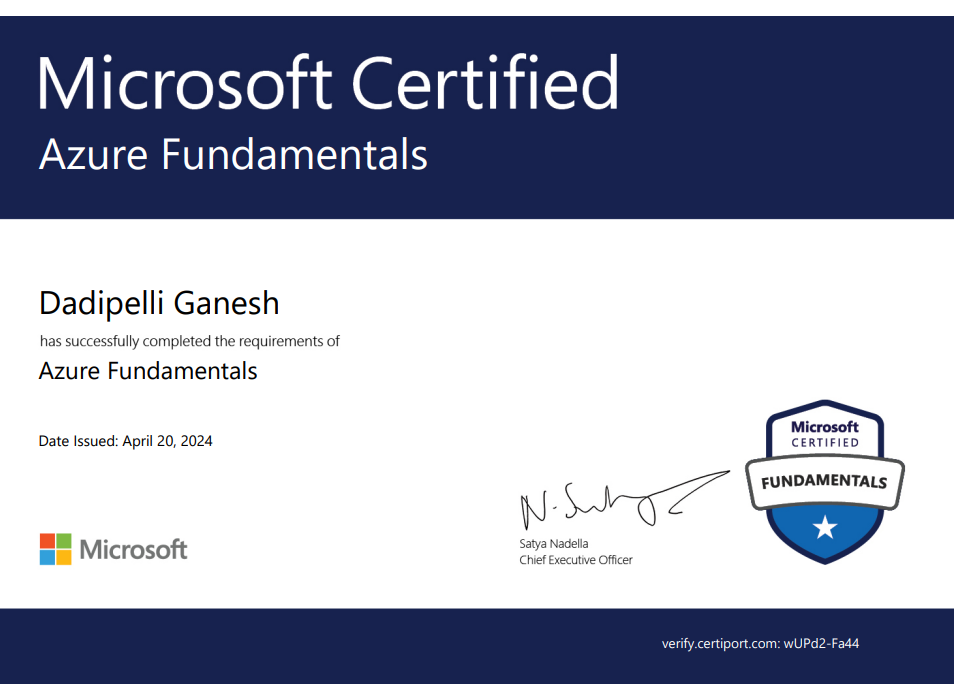 Microsoft Certified
Azure Fundamentals
Dadipelli Ganesh
has successfully completed the requirements of
Azure Fundamentals
Date Issued: April 20, 2024
Microsoft
CERTIFIED
FUNDAMENTALS
N. Satya
Satya Nadella
Chief Executive Officer
Microsoft
verify.certiport.com: wUPd2-Fa44